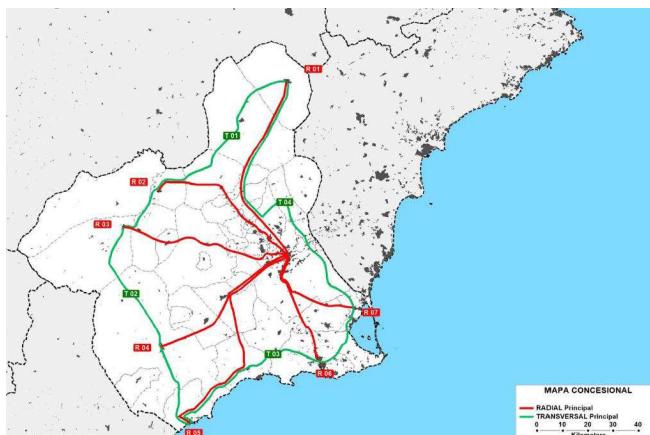 R 01
T 01
R 02
T 04
R 03
T 02
R 07
R 04
T 03
R 06
R 05
MAPA CONCESIONAL
RADIAL Principal
TRANSVERSAL Principal
Kilometers
0 10 20 30 40